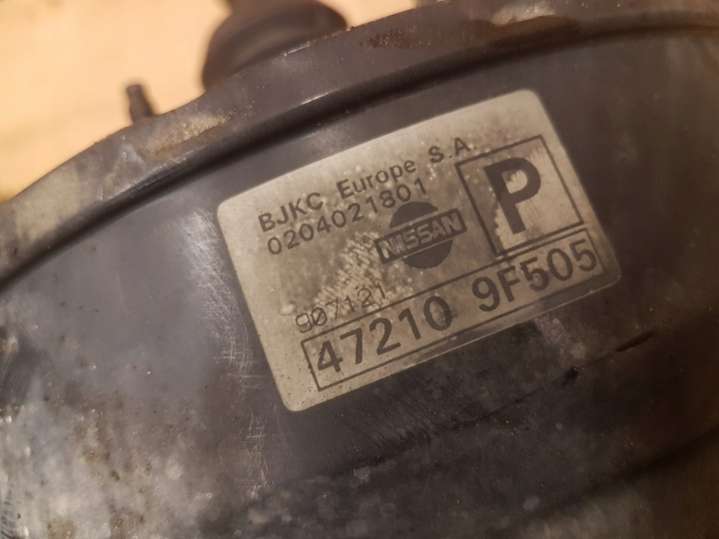 BJKC Europe S.A.
0204021801
NISSAN
P
907121
47210 9F505